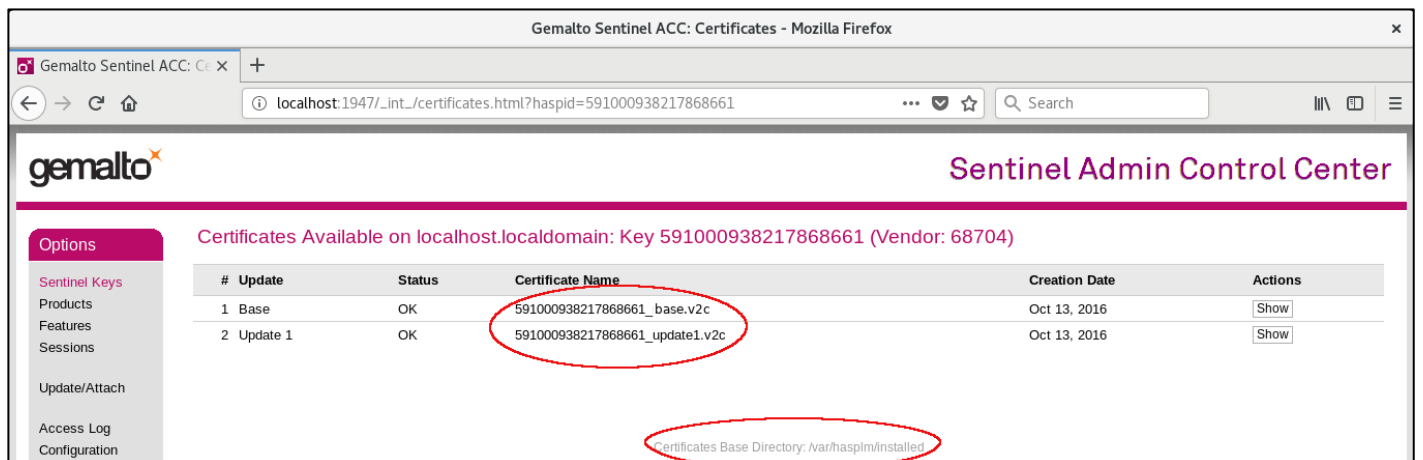 Gemalto Sentinel ACC: Certificates - Mozilla Firefox
Gemalto Sentinel ACC: Ce
localhost:1947/_int_/certificates.html?haspid=591000938217868661
Search
gemalto
Sentinel Admin Control Center
Options
Certificates Available on localhost.localdomain: Key 591000938217868661 (Vendor: 68704)
Sentinel Keys
Products
Features
Sessions
Update/Attach
Access Log
Configuration
# Update Status Certificate Name Creation Date Actions
1 Base OK 591000938217868661_base.v2c Oct 13, 2016 Show
2 Update 1 OK 591000938217868661_update1.v2c Oct 13, 2016 Show
Certificates Base Directory: /var/hasplm/installed